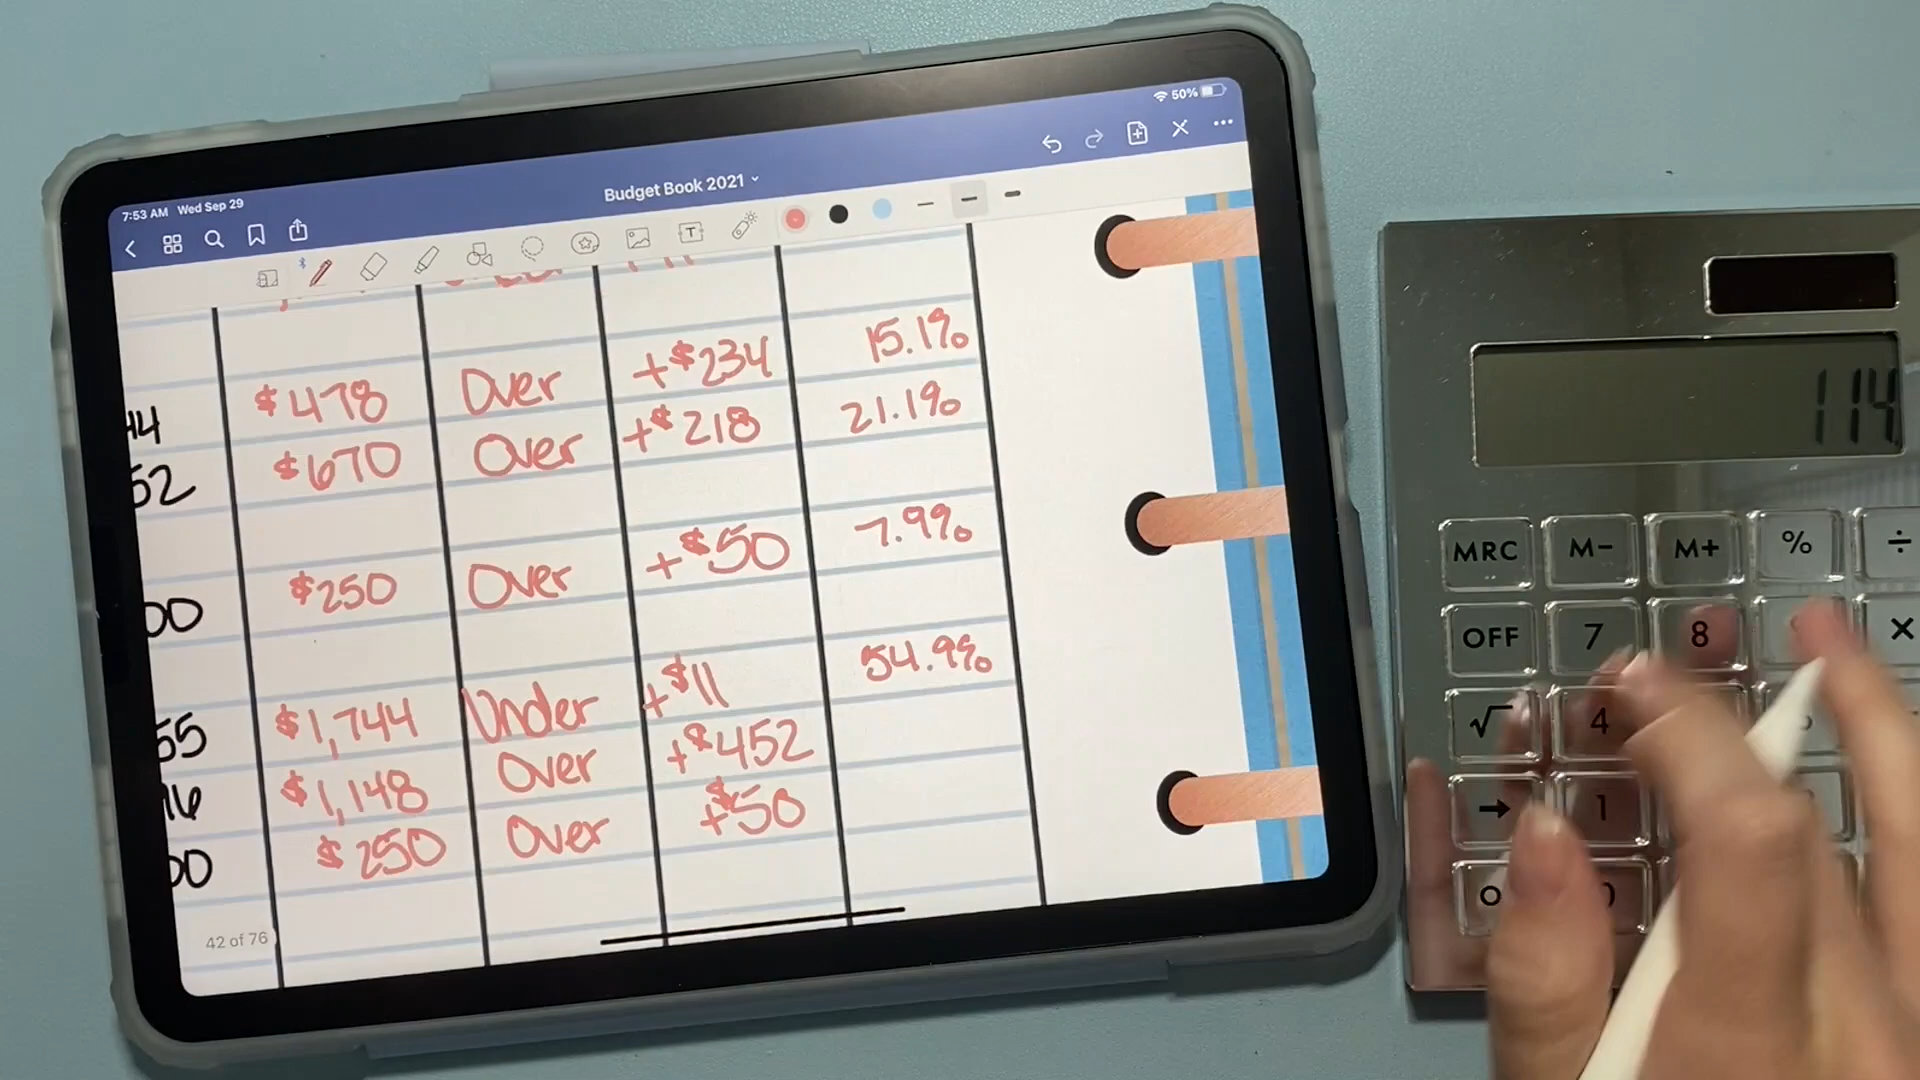 7:53 AM Wed Sep 29
50%
Budget Book 2021
T
$478 Over +$234 15.1%
44
$670 Over +$218 21.1%
52
$250 Over +$50 7.9%
00
$1,744 Under +$11 54.9%
55
$1,148 Over +$452
$250 Over +$50
00
42 of 76
114
MRC M- M+ % ÷
OFF 7 8 ×
√ 4
→ 1